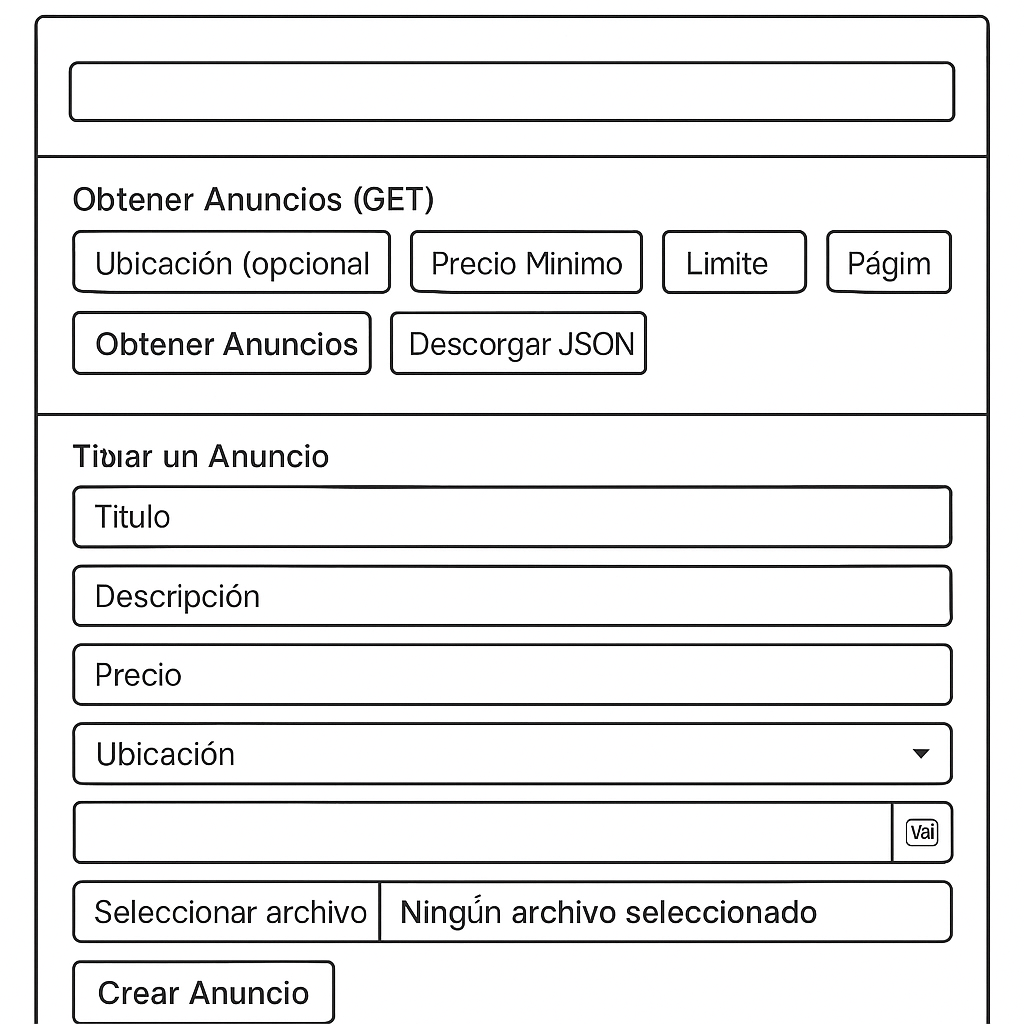 Obtener Anuncios (GET)
Ubicación (opcional
Precio Minimo
Limite
Págim
Obtener Anuncios
Descorgar JSON
un Anuncio
Titulo
Descripción
Precio
Ubicación
Vai
Seleccionar archivo
Ningún archivo seleccionado
Crear Anuncio